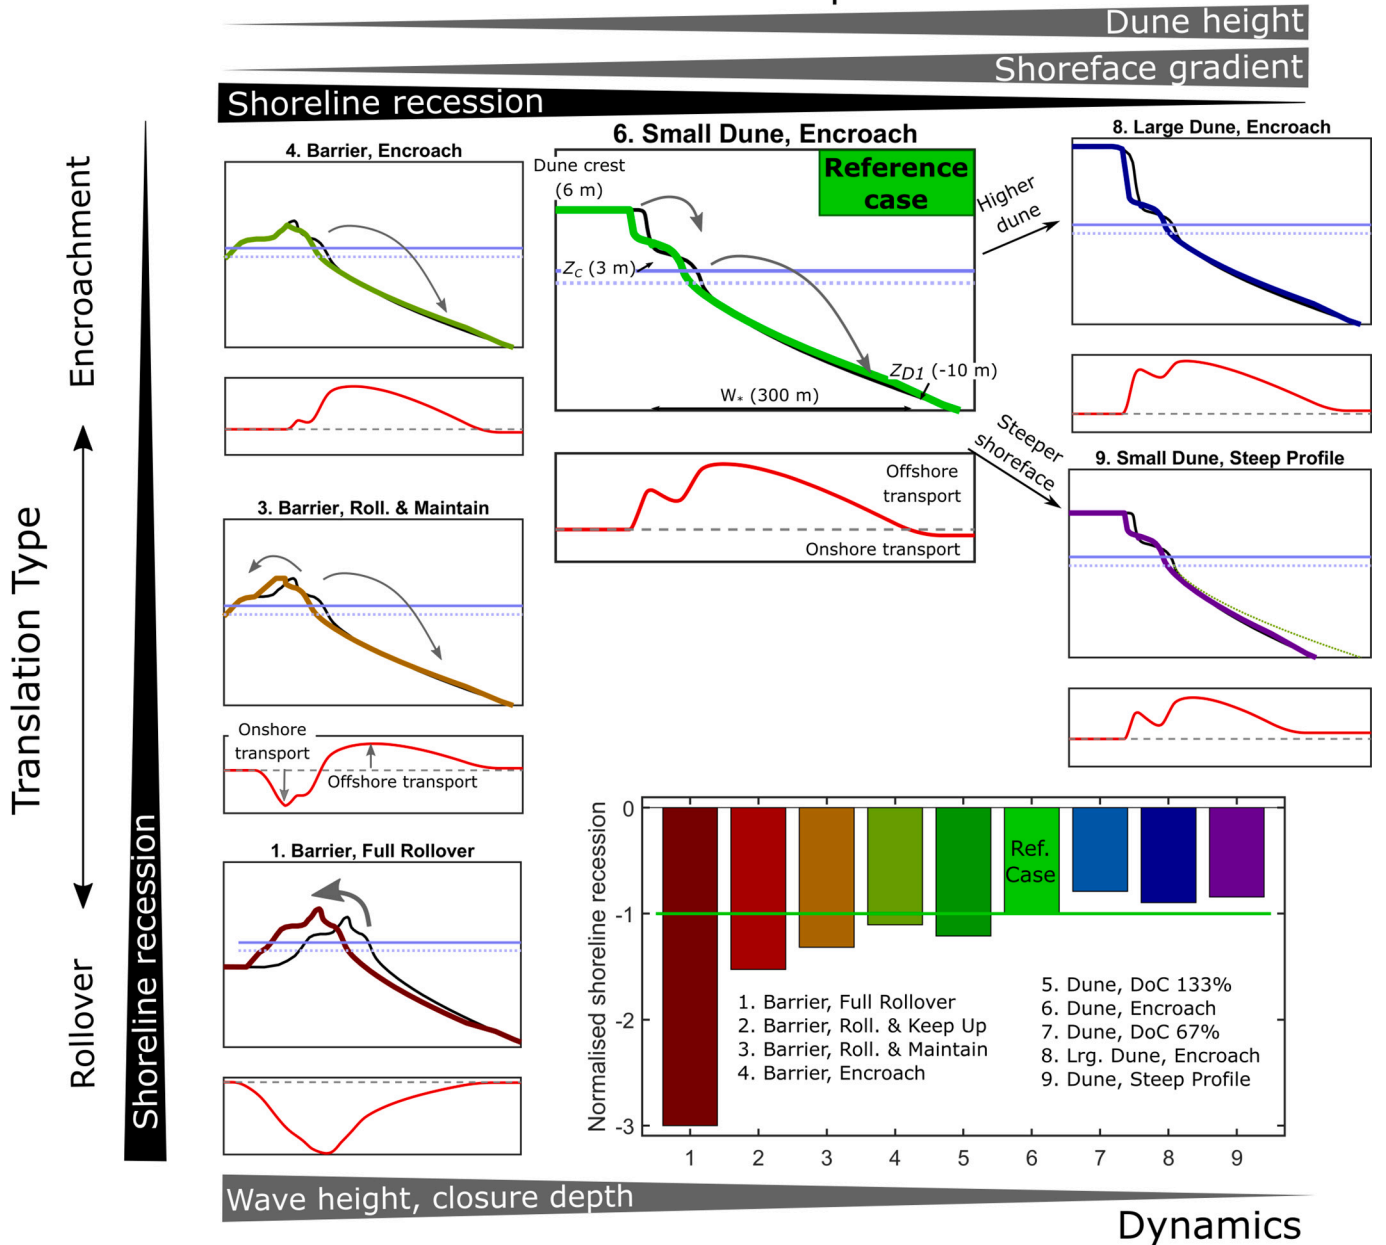 Dune height
Shoreface gradient
Shoreline recession
Encroachment
Translation Type
Rollover
Shoreline recession
4. Barrier, Encroach
6. Small Dune, Encroach
Dune crest
(6 m)
Reference
case
Zc (3 m)
ZD1 (-10 m)
W* (300 m)
Offshore
transport
Onshore transport
Higher
dune
Steeper
shoreface
8. Large Dune, Encroach
9. Small Dune, Steep Profile
3. Barrier, Roll. & Maintain
Onshore
transport
Offshore transport
1. Barrier, Full Rollover
Normalised shoreline recession
0
-1
-2
-3
Ref.
Case
1. Barrier, Full Rollover
2. Barrier, Roll. & Keep Up
3. Barrier, Roll. & Maintain
4. Barrier, Encroach
5. Dune, DoC 133%
6. Dune, Encroach
7. Dune, DoC 67%
8. Lrg. Dune, Encroach
9. Dune, Steep Profile
1 2 3 4 5 6 7 8 9
Wave height, closure depth
Dynamics